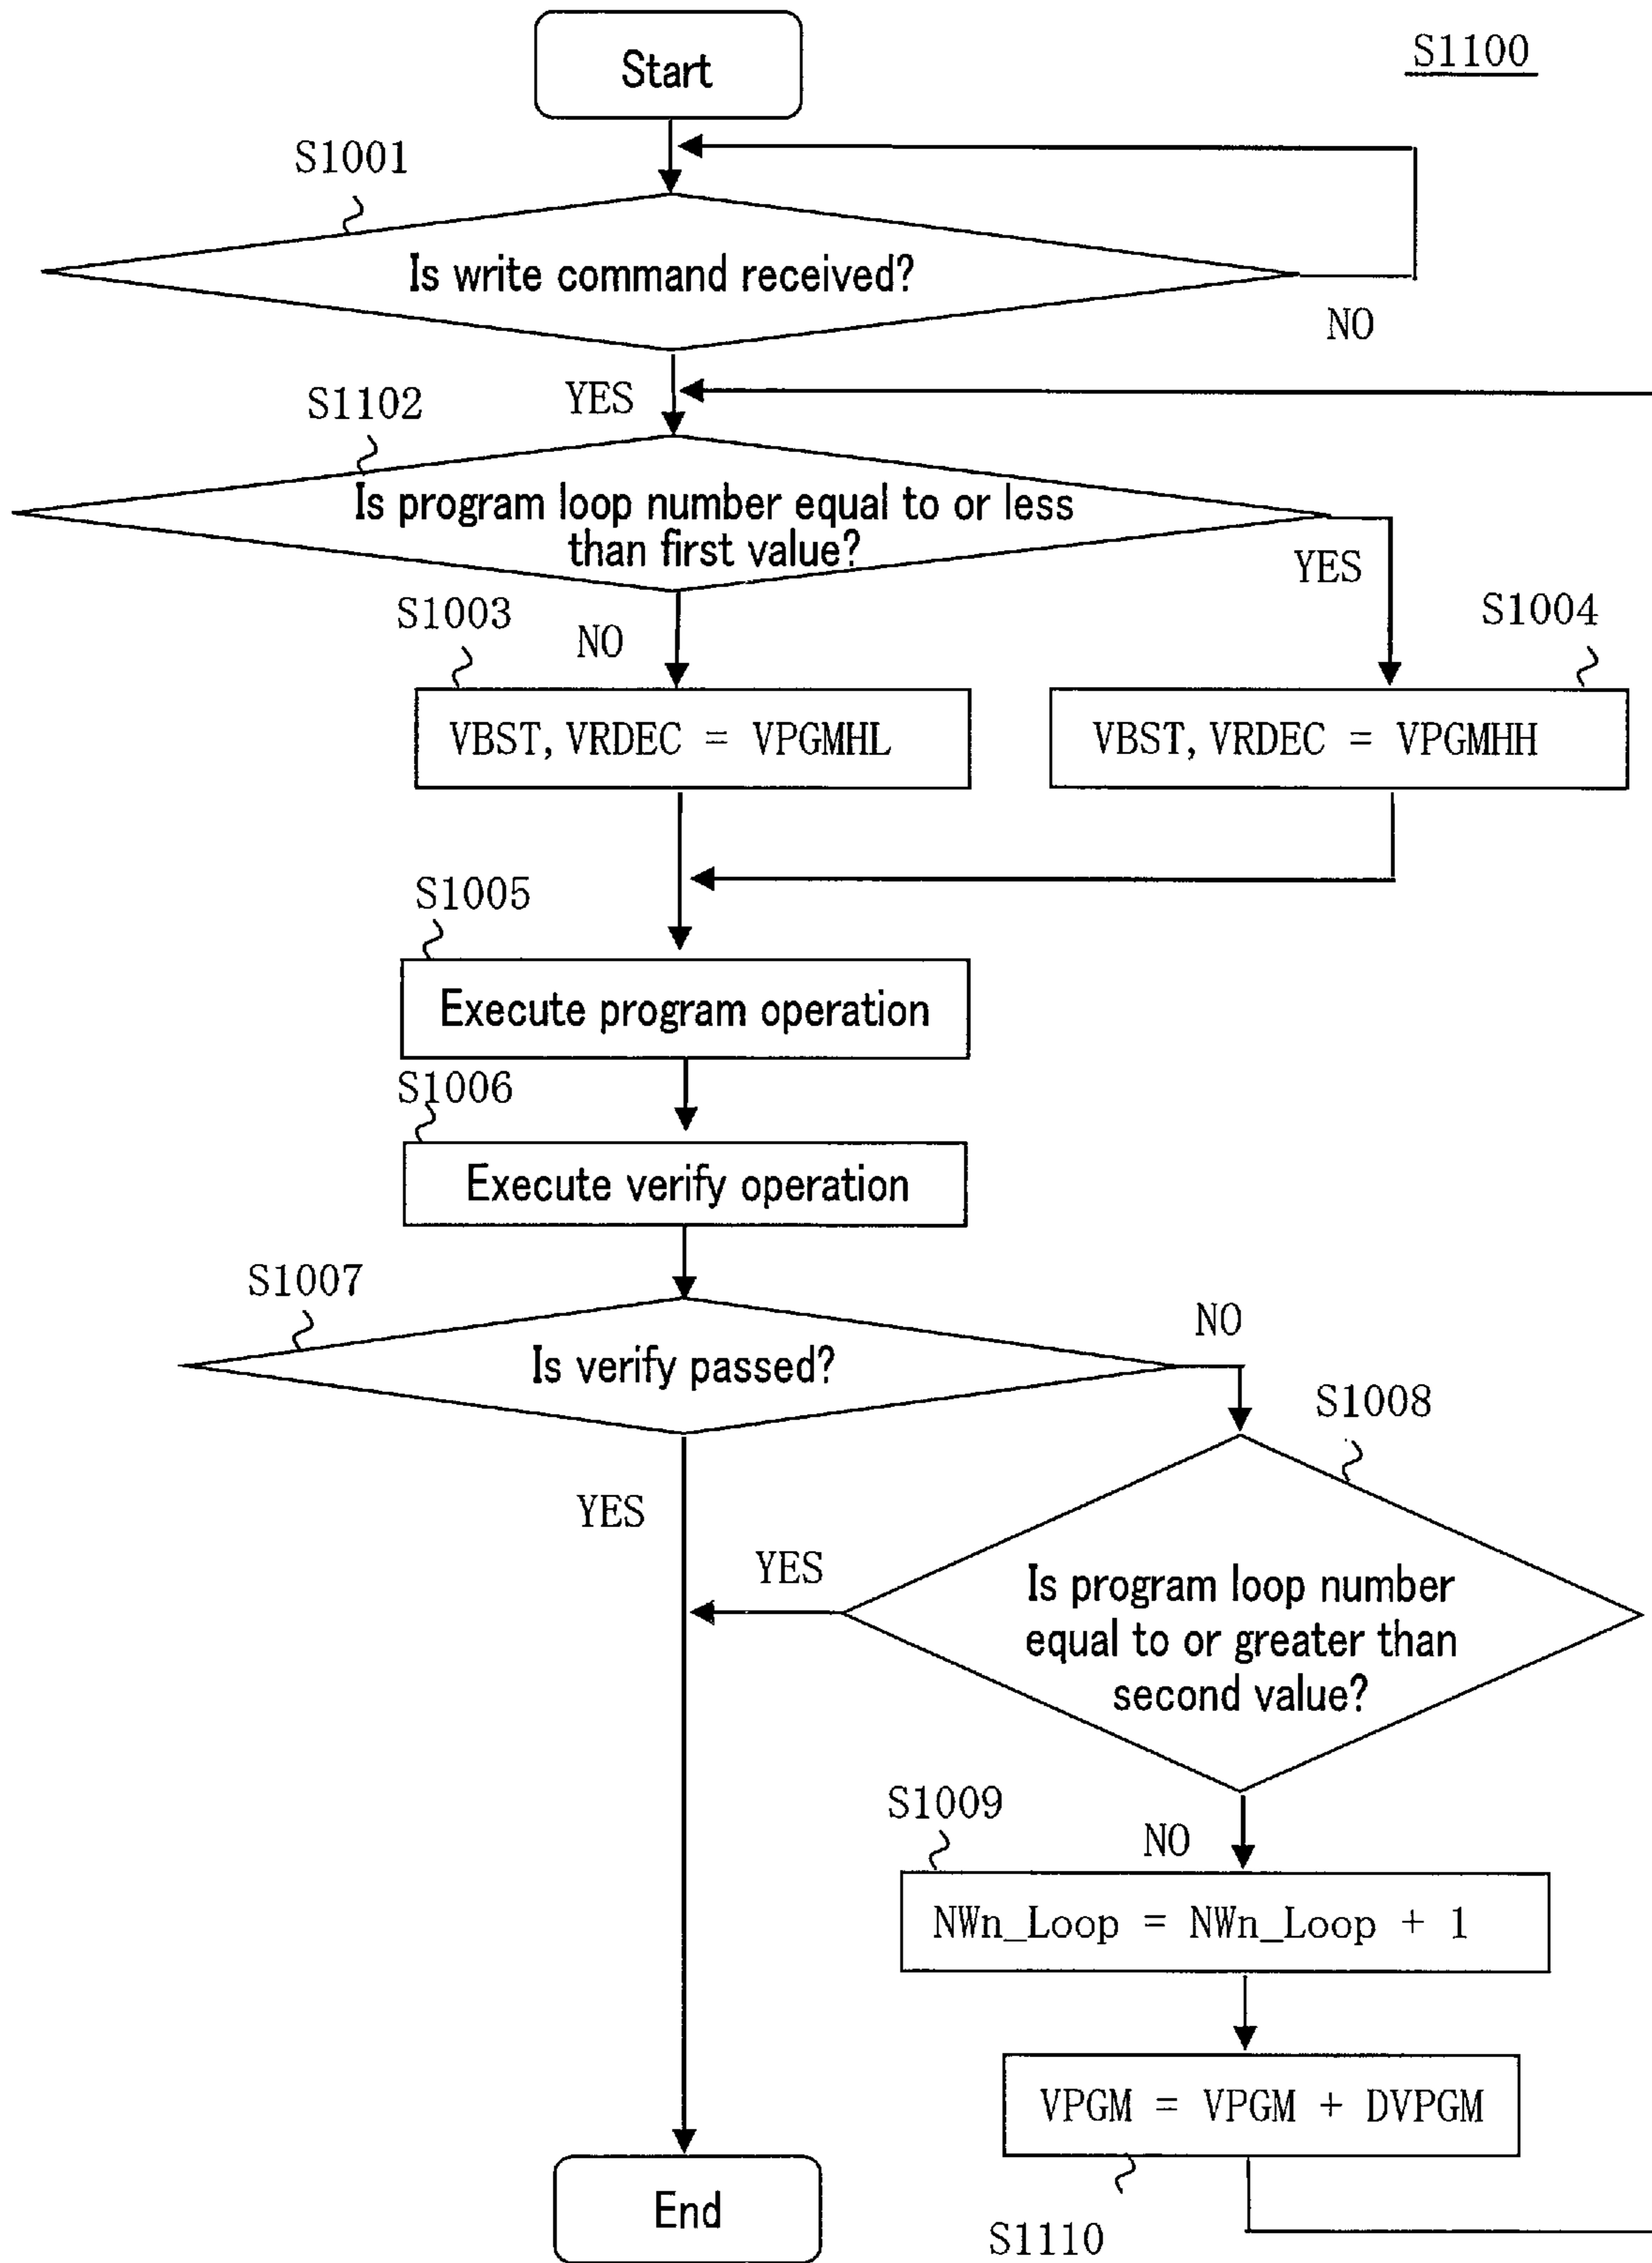 Start
S1100
S1001
Is write command received?
NO
YES
S1102
Is program loop number equal to or less
than first value?
YES
S1003
NO
S1004
VBST, VRDEC = VPGMHL
VBST, VRDEC = VPGMHH
S1005
Execute program operation
S1006
Execute verify operation
S1007
NO
Is verify passed?
S1008
YES
YES
Is program loop number
equal to or greater than
second value?
S1009
NO
NWn_Loop = NWn_Loop + 1
VPGM = VPGM + DVPGM
End
S1110